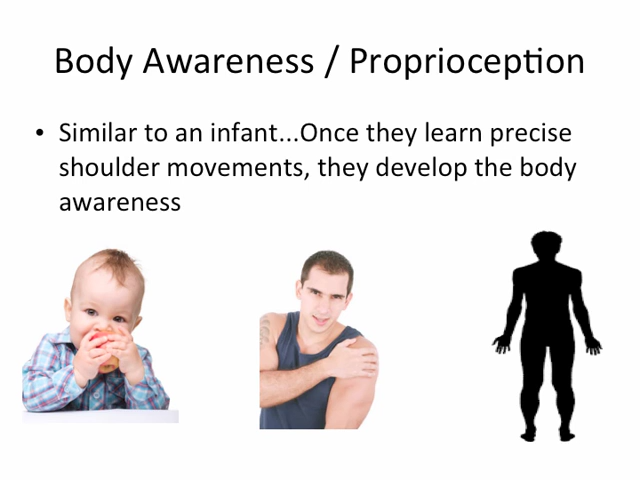 Body Awareness / Proprioception
• Similar to an infant...Once they learn precise
shoulder movements, they develop the body
awareness